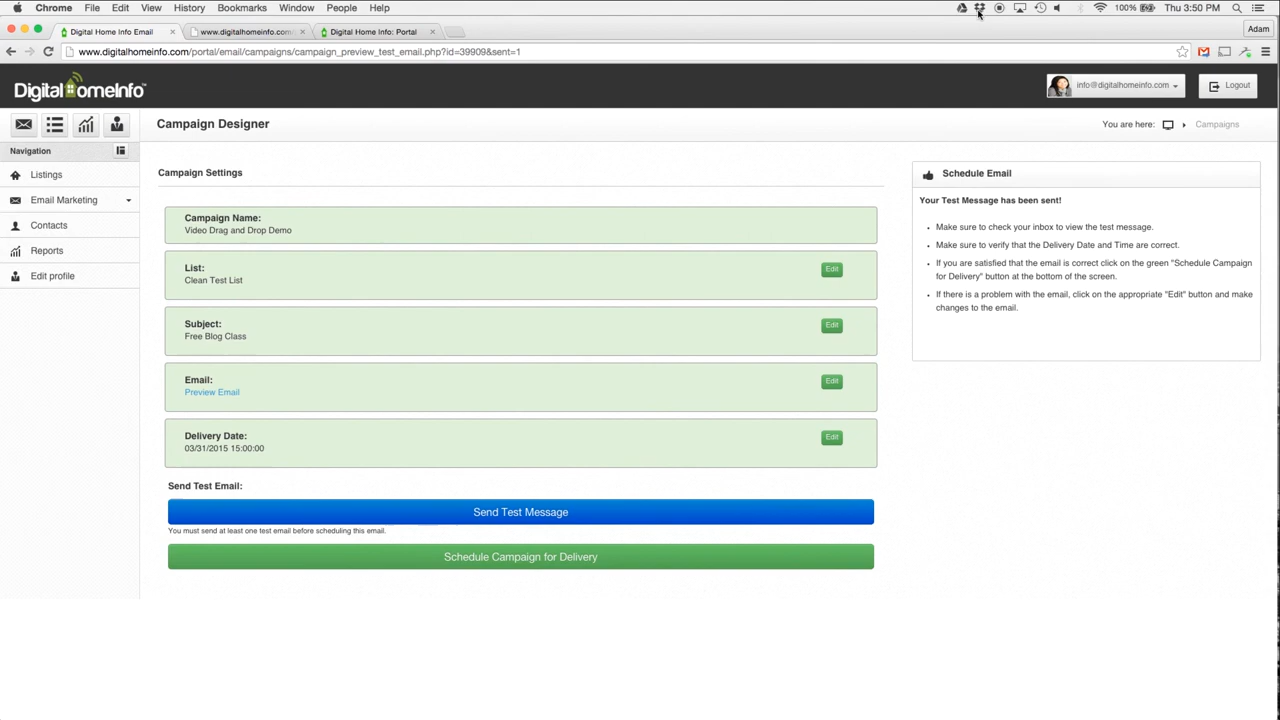 Chrome File Edit View History Bookmarks Window People Help 100% Thu 3:50 PM
Digital Home Info Email www.digitalhomeinfo.com Digital Home Info: Portal Adam
www.digitalhomeinfo.com/portal/email/campaigns/campaign_preview_test_email.php?id=39909&sent=1
DigitalHomeInfo™ info@digitalhomeinfo.com Logout
Campaign Designer You are here: Campaigns
Navigation
Listings
Email Marketing
Contacts
Reports
Edit profile
Campaign Settings
Campaign Name:
Video Drag and Drop Demo
List:
Clean Test List
Edit
Subject:
Free Blog Class
Edit
Email:
Preview Email
Edit
Delivery Date:
03/31/2015 15:00:00
Edit
Send Test Email:
Send Test Message
You must send at least one test email before scheduling this email.
Schedule Campaign for Delivery
Schedule Email
Your Test Message has been sent!
Make sure to check your inbox to view the test message.
Make sure to verify that the Delivery Date and Time are correct.
If you are satisfied that the email is correct click on the green "Schedule Campaign
for Delivery" button at the bottom of the screen.
If there is a problem with the email, click on the appropriate "Edit" button and make
changes to the email.